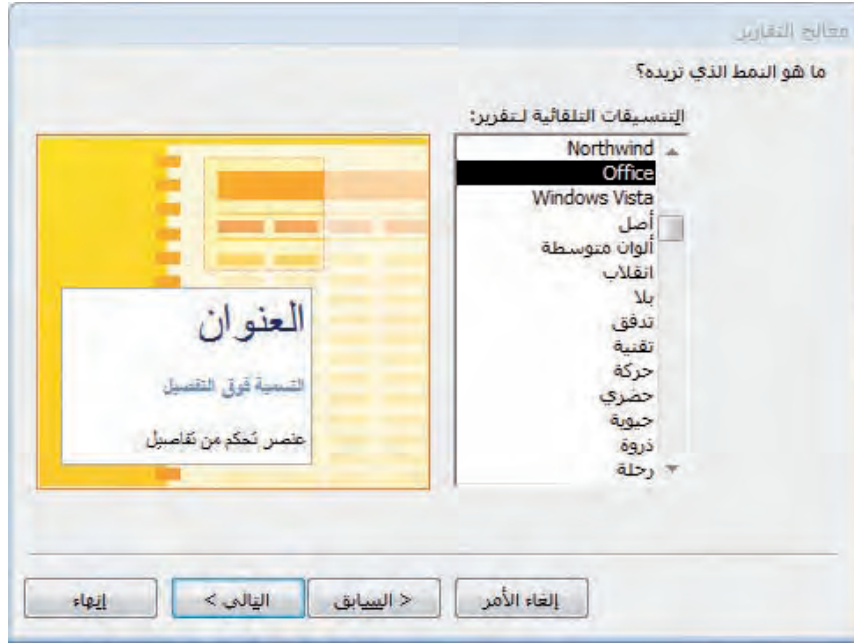 معالج التقارير
ما هو النمط الذي تريده؟
التنسيقات التلقائية لتقرير:
Northwind
Office
Windows Vista
أصل
ألوان متوسطة
انقلاب
بلا
تدفق
تقنية
حركة
حضري
حيوية
ذروة
رحلة
العنوان
التسمية فوق التفصيل
عنصر تحكم من تفاصيل
إلغاء الأمر
< السابق
التالي >
إنهاء